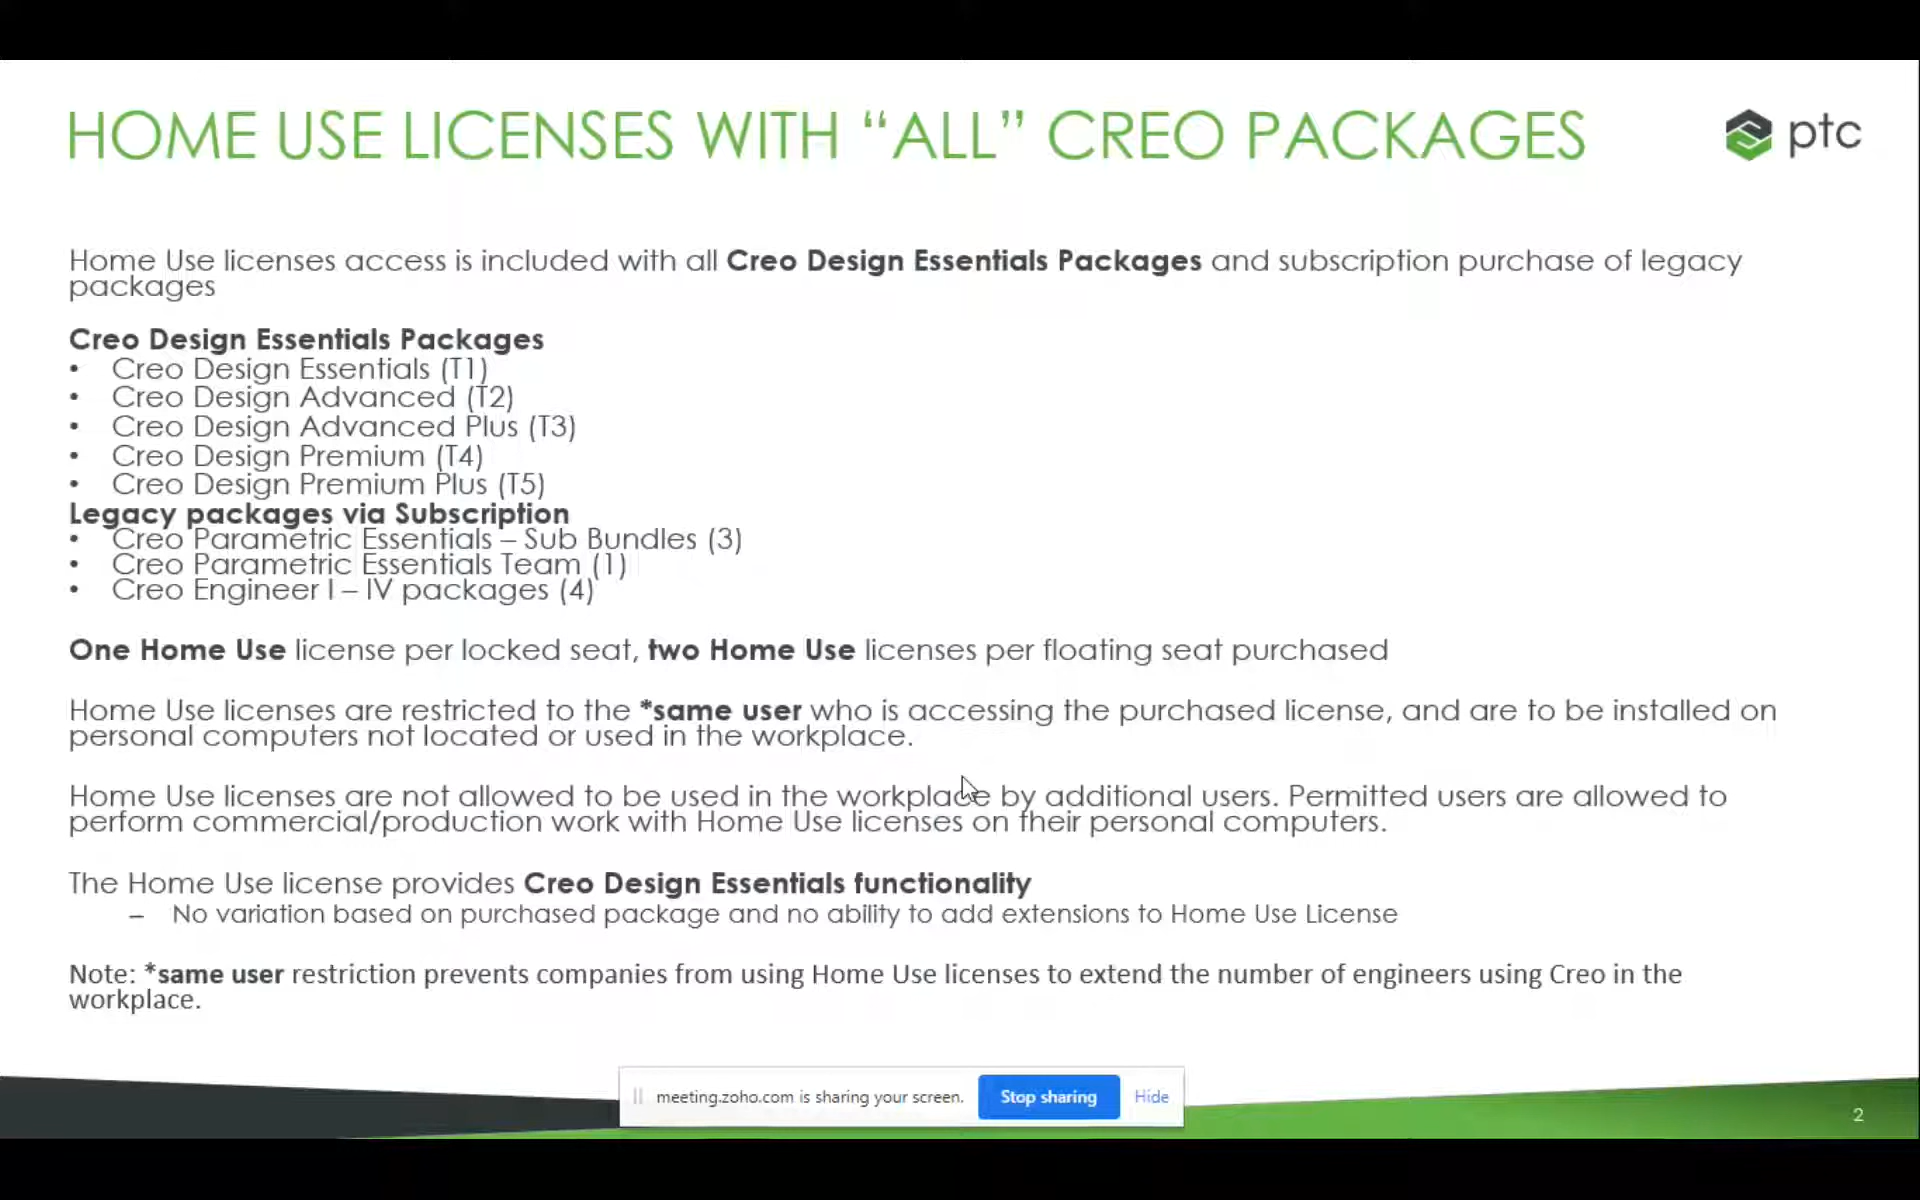 HOME USE LICENSES WITH “ALL” CREO PACKAGES
ptc
Home Use licenses access is included with all Creo Design Essentials Packages and subscription purchase of legacy
packages
Creo Design Essentials Packages
• Creo Design Essentials (T1)
• Creo Design Advanced (T2)
• Creo Design Advanced Plus (T3)
• Creo Design Premium (T4)
• Creo Design Premium Plus (T5)
Legacy packages via Subscription
• Creo Parametric Essentials – Sub Bundles (3)
• Creo Parametric Essentials Team (1)
• Creo Engineer I – IV packages (4)
One Home Use license per locked seat, two Home Use licenses per floating seat purchased
Home Use licenses are restricted to the *same user who is accessing the purchased license, and are to be installed on
personal computers not located or used in the workplace.
Home Use licenses are not allowed to be used in the workplace by additional users. Permitted users are allowed to
perform commercial/production work with Home Use licenses on their personal computers.
The Home Use license provides Creo Design Essentials functionality
– No variation based on purchased package and no ability to add extensions to Home Use License
Note: *same user restriction prevents companies from using Home Use licenses to extend the number of engineers using Creo in the
workplace.
meeting.zoho.com is sharing your screen. Stop sharing Hide
2